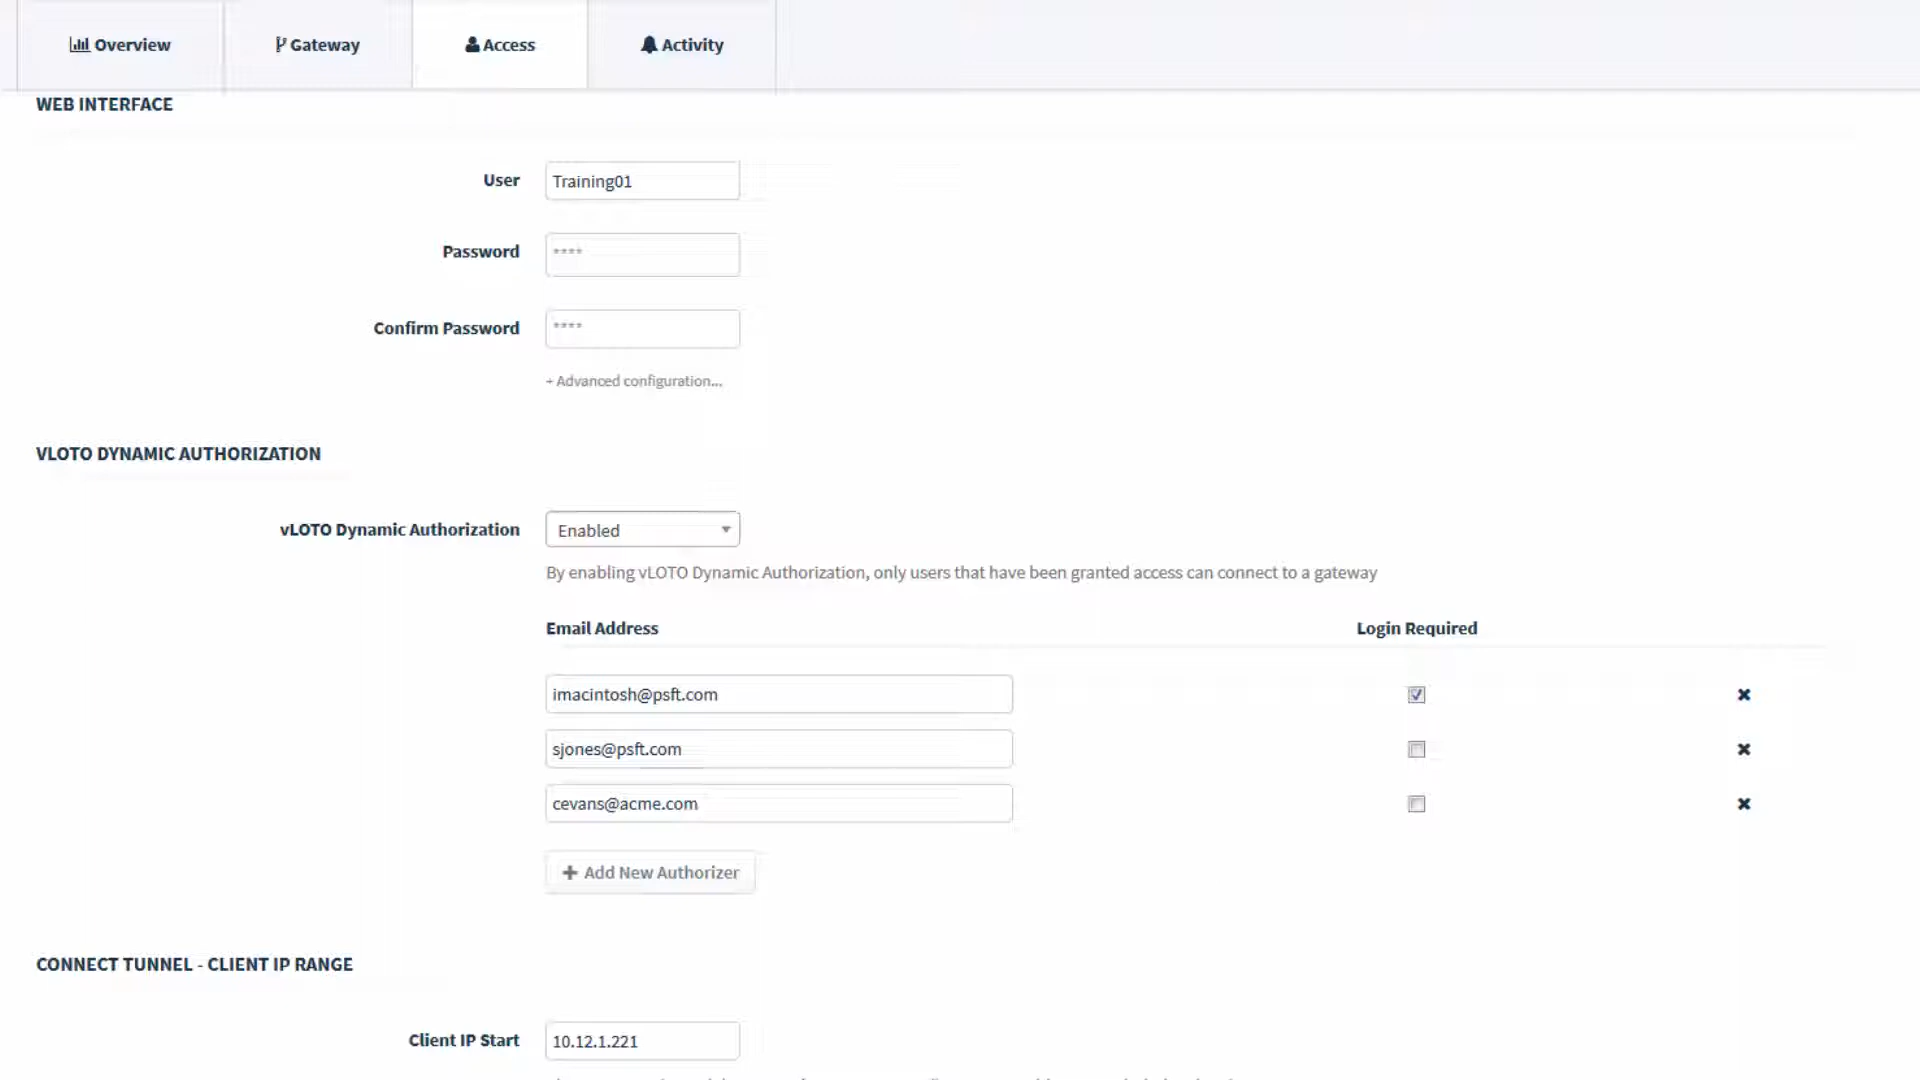 Overview Gateway Access Activity
WEB INTERFACE
User Training01
Password ****
Confirm Password ****
+ Advanced configuration...
VLOTO DYNAMIC AUTHORIZATION
vLOTO Dynamic Authorization Enabled
By enabling vLOTO Dynamic Authorization, only users that have been granted access can connect to a gateway
Email Address Login Required
imacintosh@psft.com
sjones@psft.com
cevans@acme.com
Add New Authorizer
CONNECT TUNNEL - CLIENT IP RANGE
Client IP Start 10.12.1.221